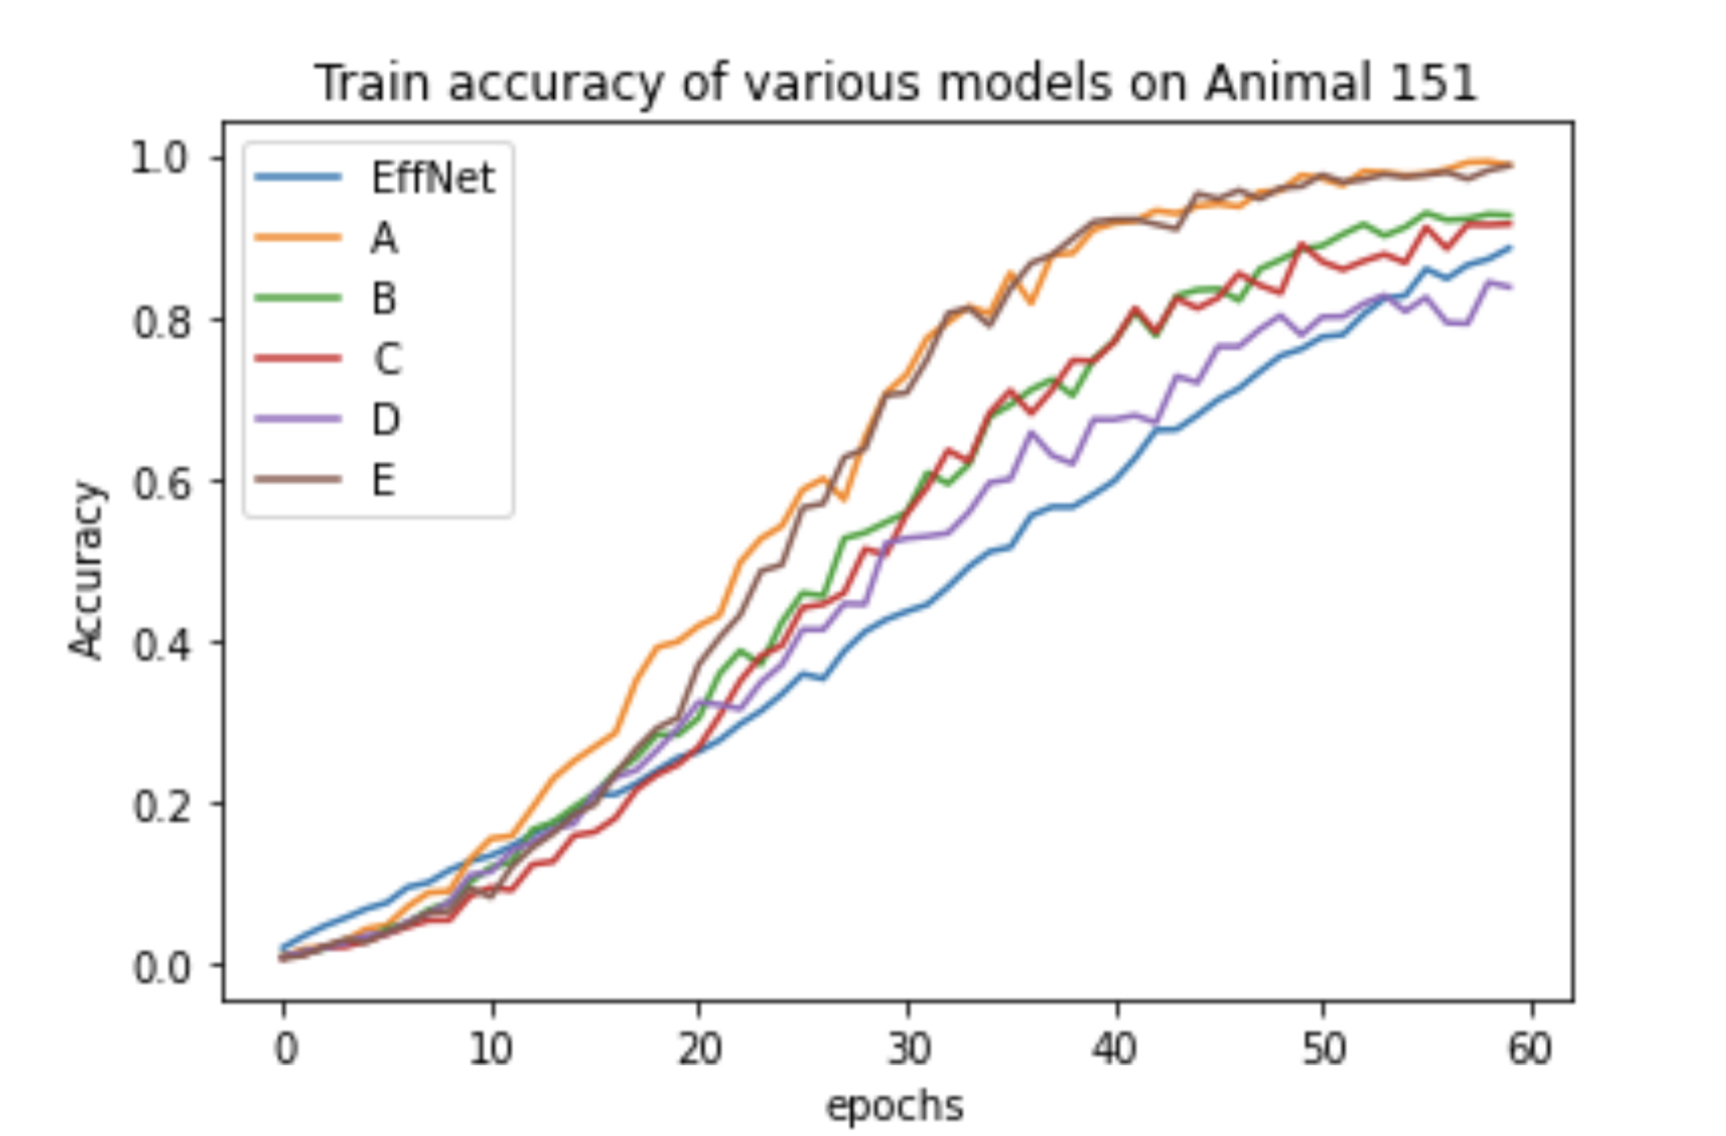 Train accuracy of various models on Animal 151
1.0
0.8
0.6
0.4
0.2
0.0
Accuracy
EffNet
A
B
C
D
E
0 10 20 30 40 50 60
epochs